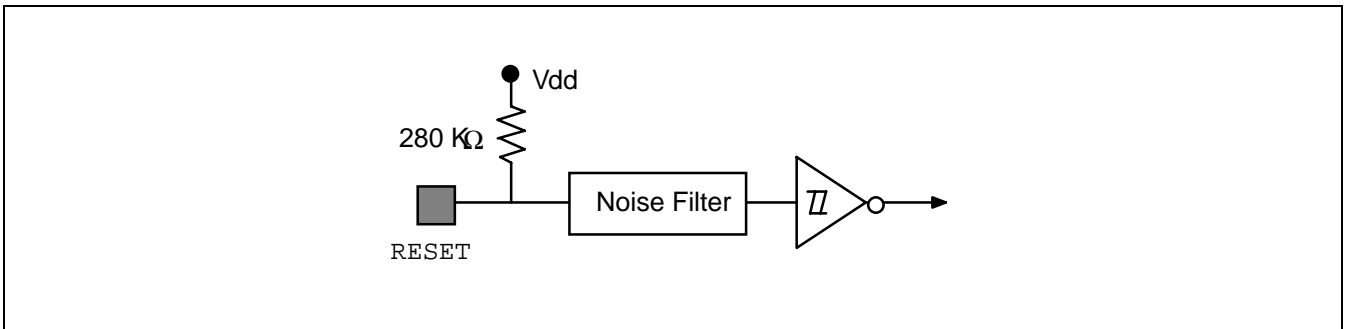 Vdd
280 KΩ
Noise Filter
RESET